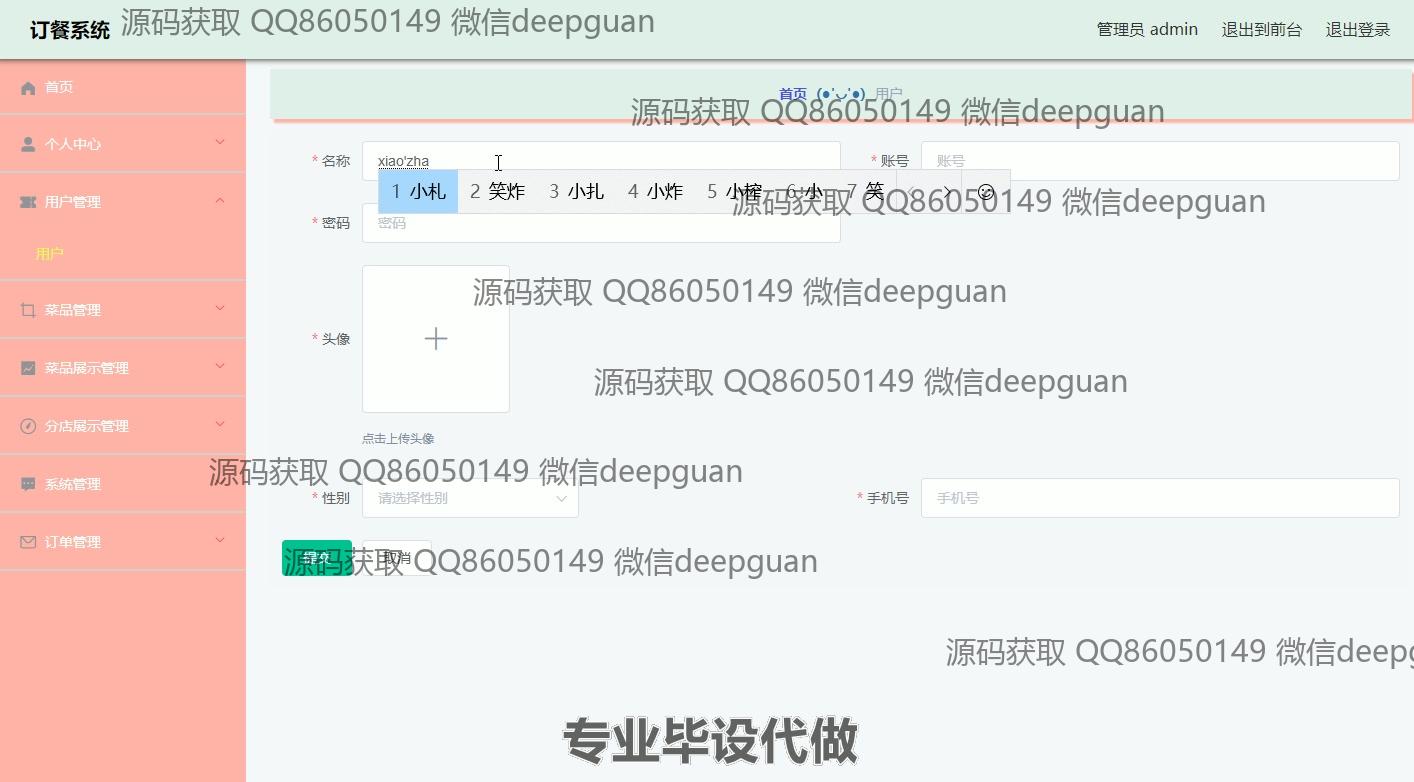 订餐系统
源码获取 QQ86050149 微信deepguan
管理员 admin
退出到前台
退出登录
首页
个人中心
用户管理
用户
菜品管理
菜品展示管理
分店展示管理
系统管理
订单管理
首页 (●'◡'●) 用户
源码获取 QQ86050149 微信deepguan
* 名称
xiao'zha
* 账号
账号
1 小札 2 笑炸 3 小扎 4 小炸 5 小榨 6 小 7 笑
源码获取 QQ86050149 微信deepguan
* 密码
密码
源码获取 QQ86050149 微信deepguan
* 头像
源码获取 QQ86050149 微信deepguan
点击上传头像
源码获取 QQ86050149 微信deepguan
* 性别
请选择性别
* 手机号
手机号
提交
取消
源码获取 QQ86050149 微信deepguan
源码获取 QQ86050149 微信deepg
专业毕设代做